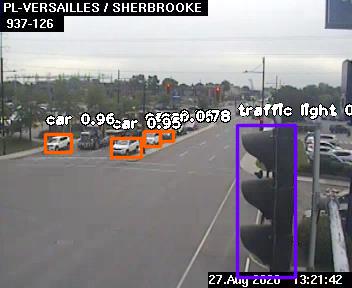 PL-VERSAILLES / SHERBROOKE
937-126
car 0.96
car 0.95
traffic light 0
27.Aug 2020 13:21:42